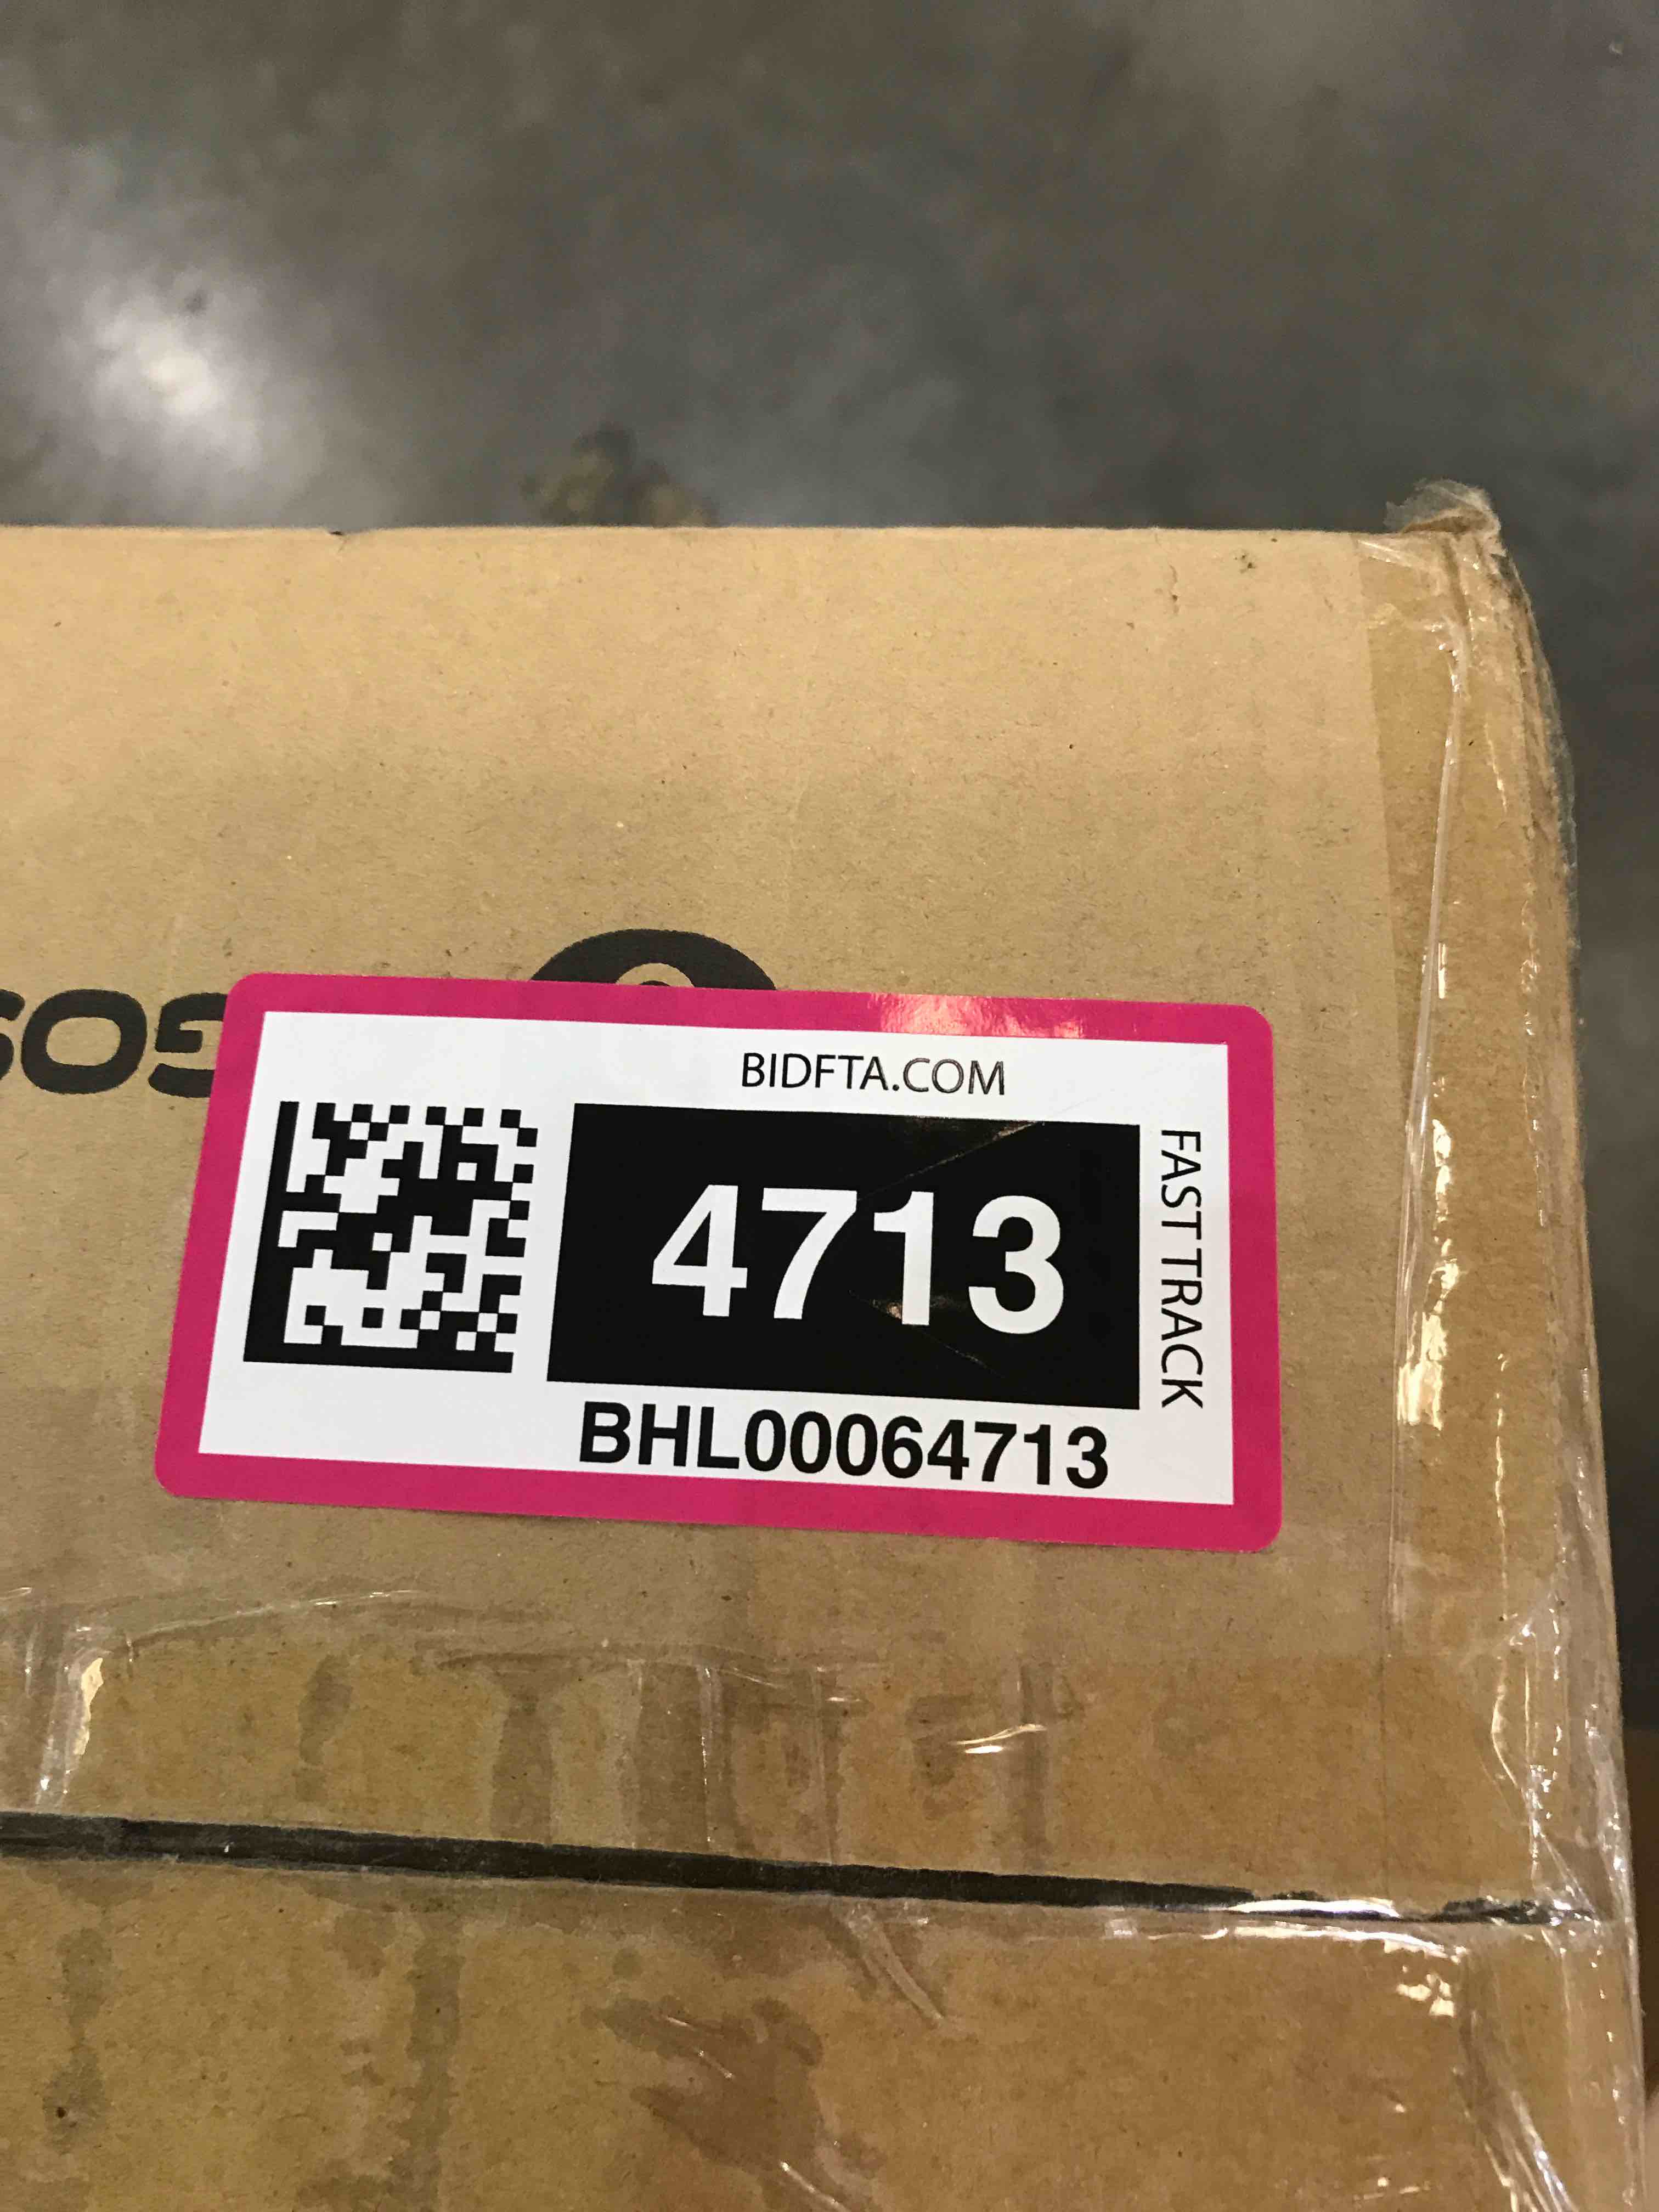 BIDFTA.COM
4713
FAST TRACK
BHL00064713